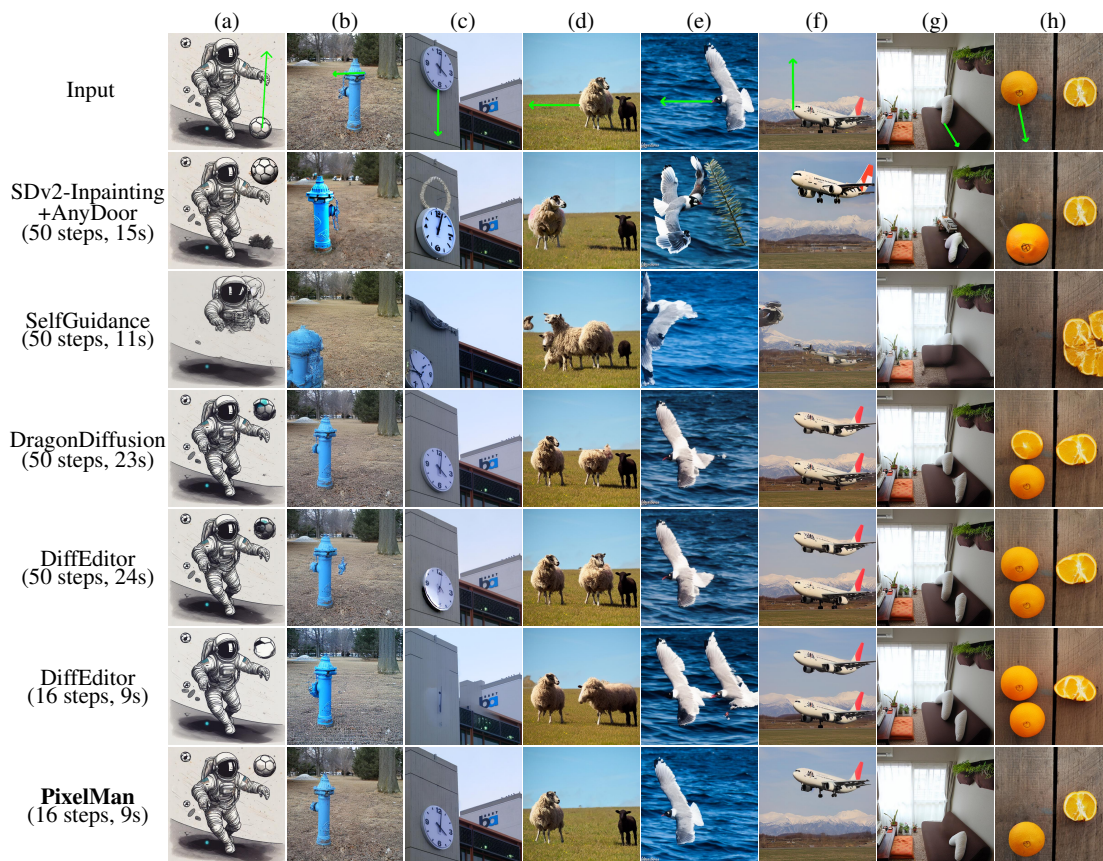 (a) (b) (c) (d) (e) (f) (g) (h)
Input
SDv2-Inpainting
+AnyDoor
(50 steps, 15s)
SelfGuidance
(50 steps, 11s)
DragonDiffusion
(50 steps, 23s)
DiffEditor
(50 steps, 24s)
DiffEditor
(16 steps, 9s)
PixelMan
(16 steps, 9s)